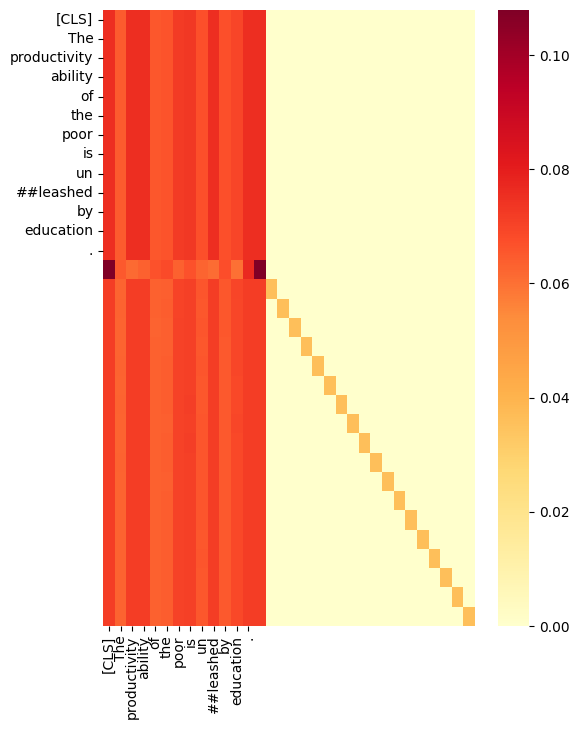 [CLS]
The
productivity
ability
of
the
poor
is
un
##leashed
by
education
.
0.10
0.08
0.06
0.04
0.02
0.00
[CLS]
The
productivity
ability
of
the
poor
is
un
##leashed
by
education
.